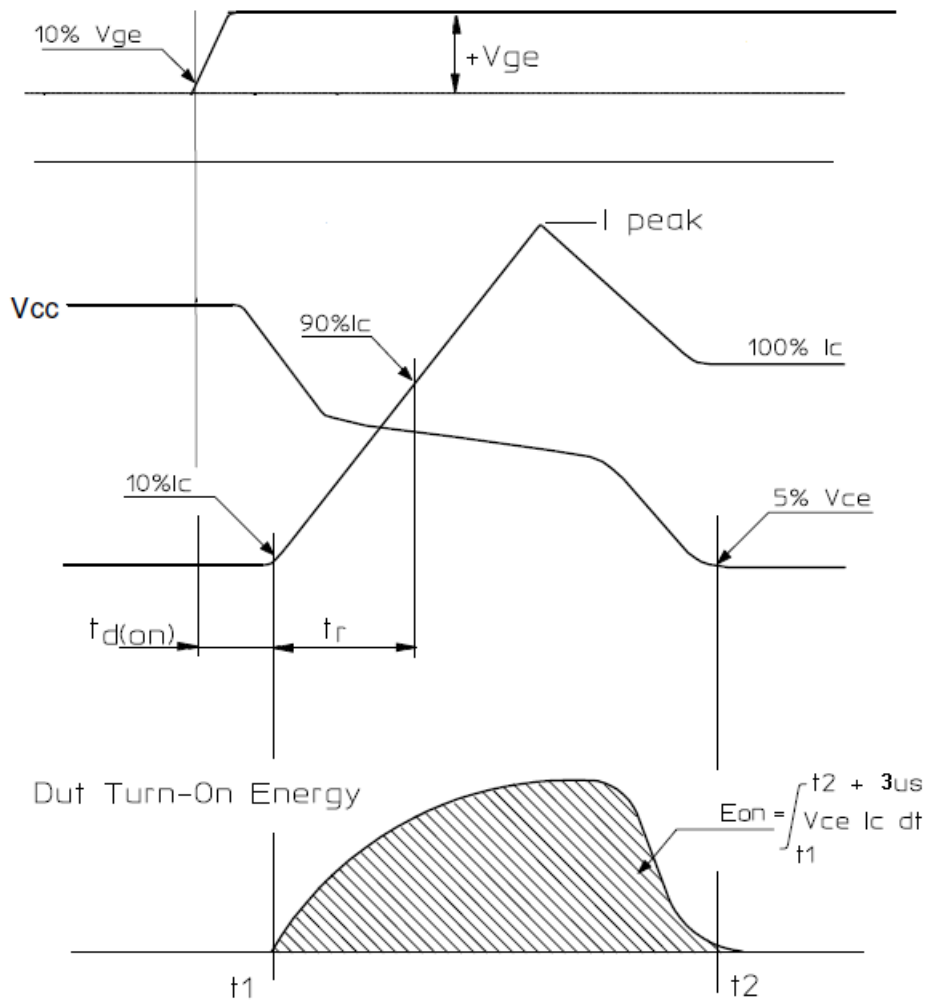 10% Vge
+Vge
I peak
Vcc
90%Ic
100% Ic
10%Ic
5% Vce
td(on)
tr
Dut Turn-On Energy
t2 + 3us
Eon = ∫ Vce Ic dt
t1
t1
t2